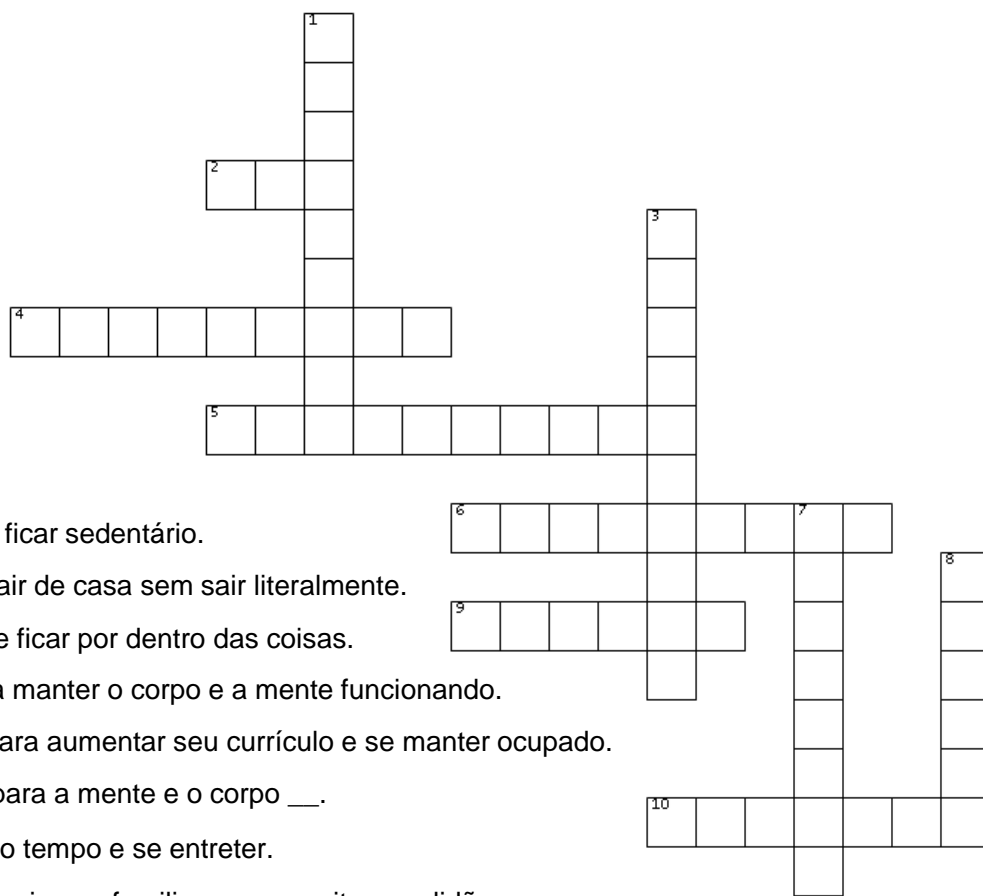 1
2
3
4
5
6 7
8
9
10
ficar sedentário.
air de casa sem sair literalmente.
e ficar por dentro das coisas.
a manter o corpo e a mente funcionando.
ara aumentar seu currículo e se manter ocupado.
para a mente e o corpo __.
o tempo e se entreter.